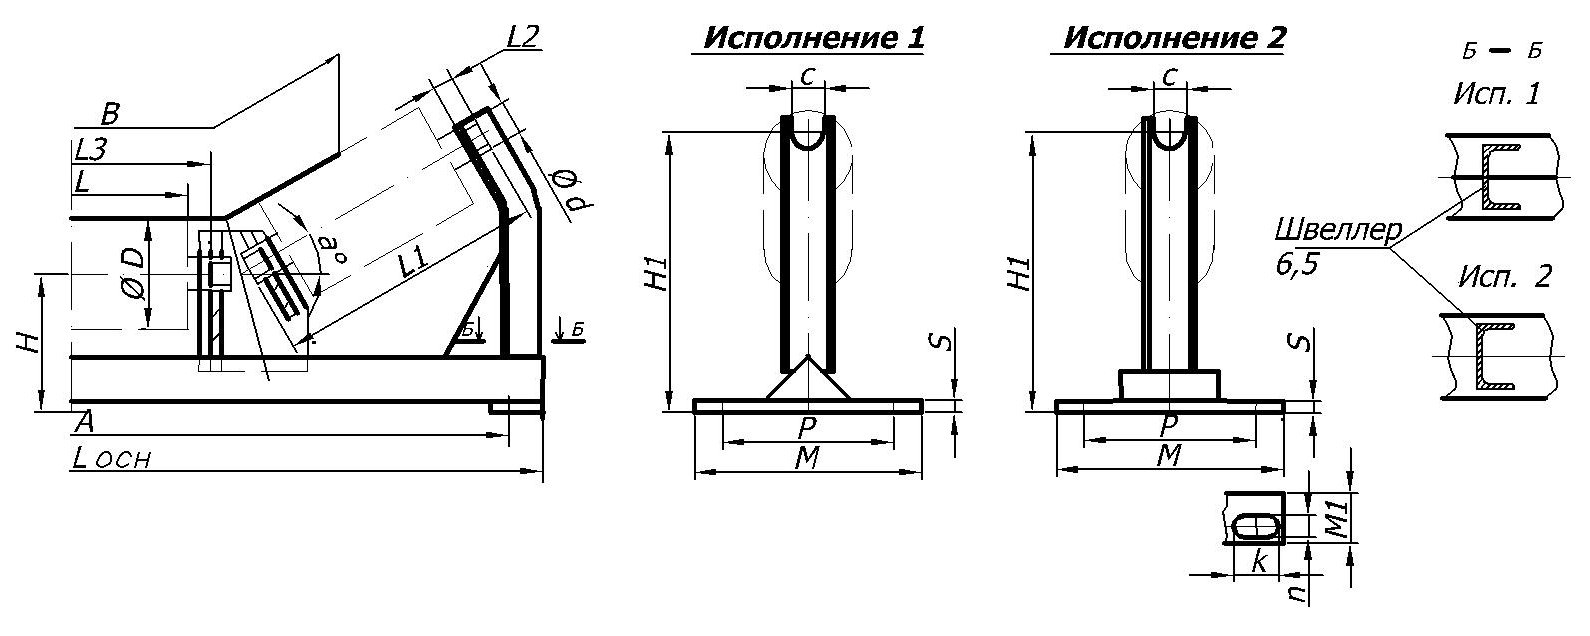 L2
B
L3
L
Ø d
a°
L1
Ø D
H
Б
Б
A
L осн
Исполнение 1
c
H1
S
P
M
Исполнение 2
c
H1
S
P
M
M1
k
n
Б – Б
Исп. 1
Швеллер
6,5
Исп. 2